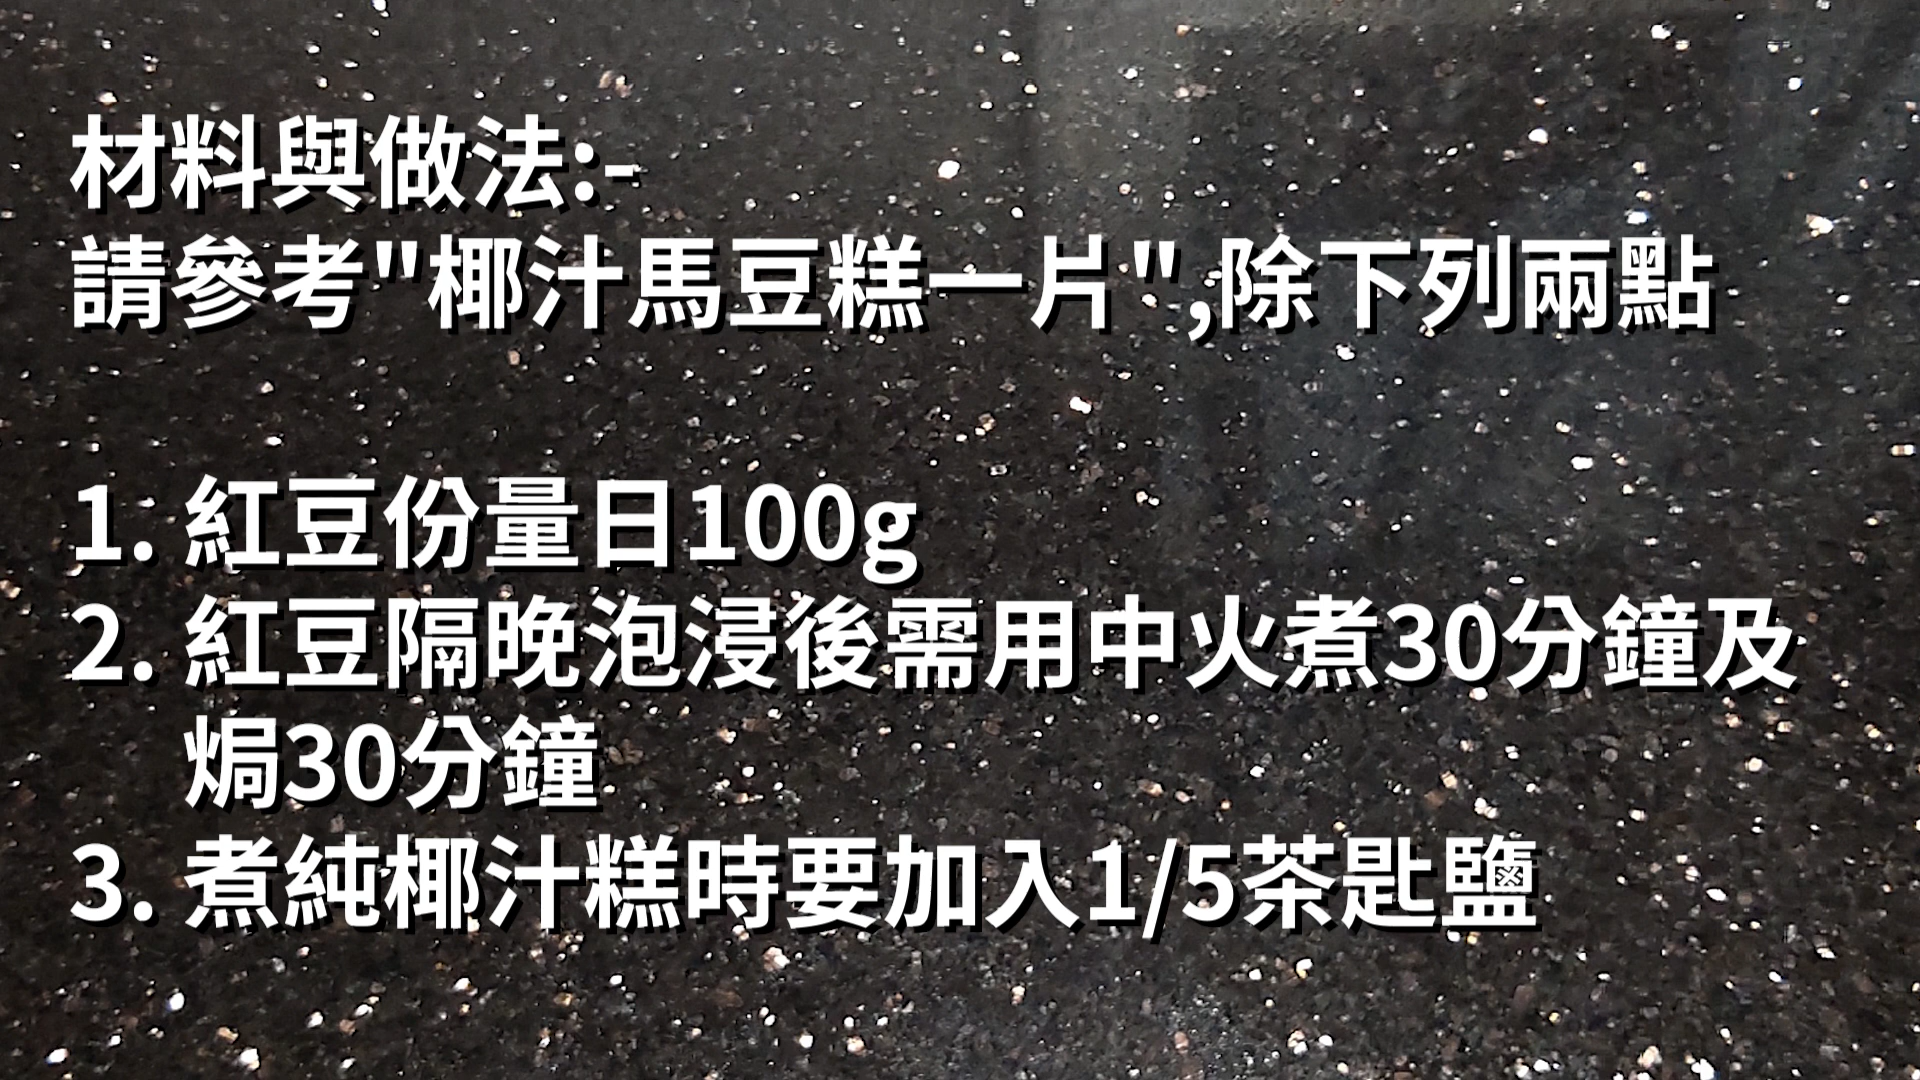 材料與做法:-
請參考"椰汁馬豆糕一片",除下列兩點
1. 紅豆份量日100g
2. 紅豆隔晚泡浸後需用中火煮30分鐘及
焗30分鐘
3. 煮純椰汁糕時要加入1/5茶匙鹽